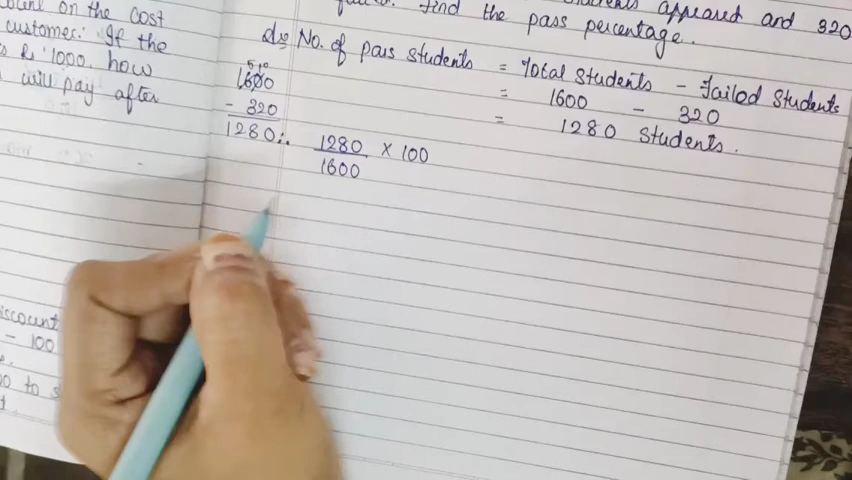 on the cost
customer. If the
1000, how
will pay after
students appeared and 320
Find the pass percentage.
No. of pass students = Total students - Failed students
= 1600 - 320
= 1280 students.
1600
- 320
1280
∴ 1280/1600 × 100
discount
- 100
to